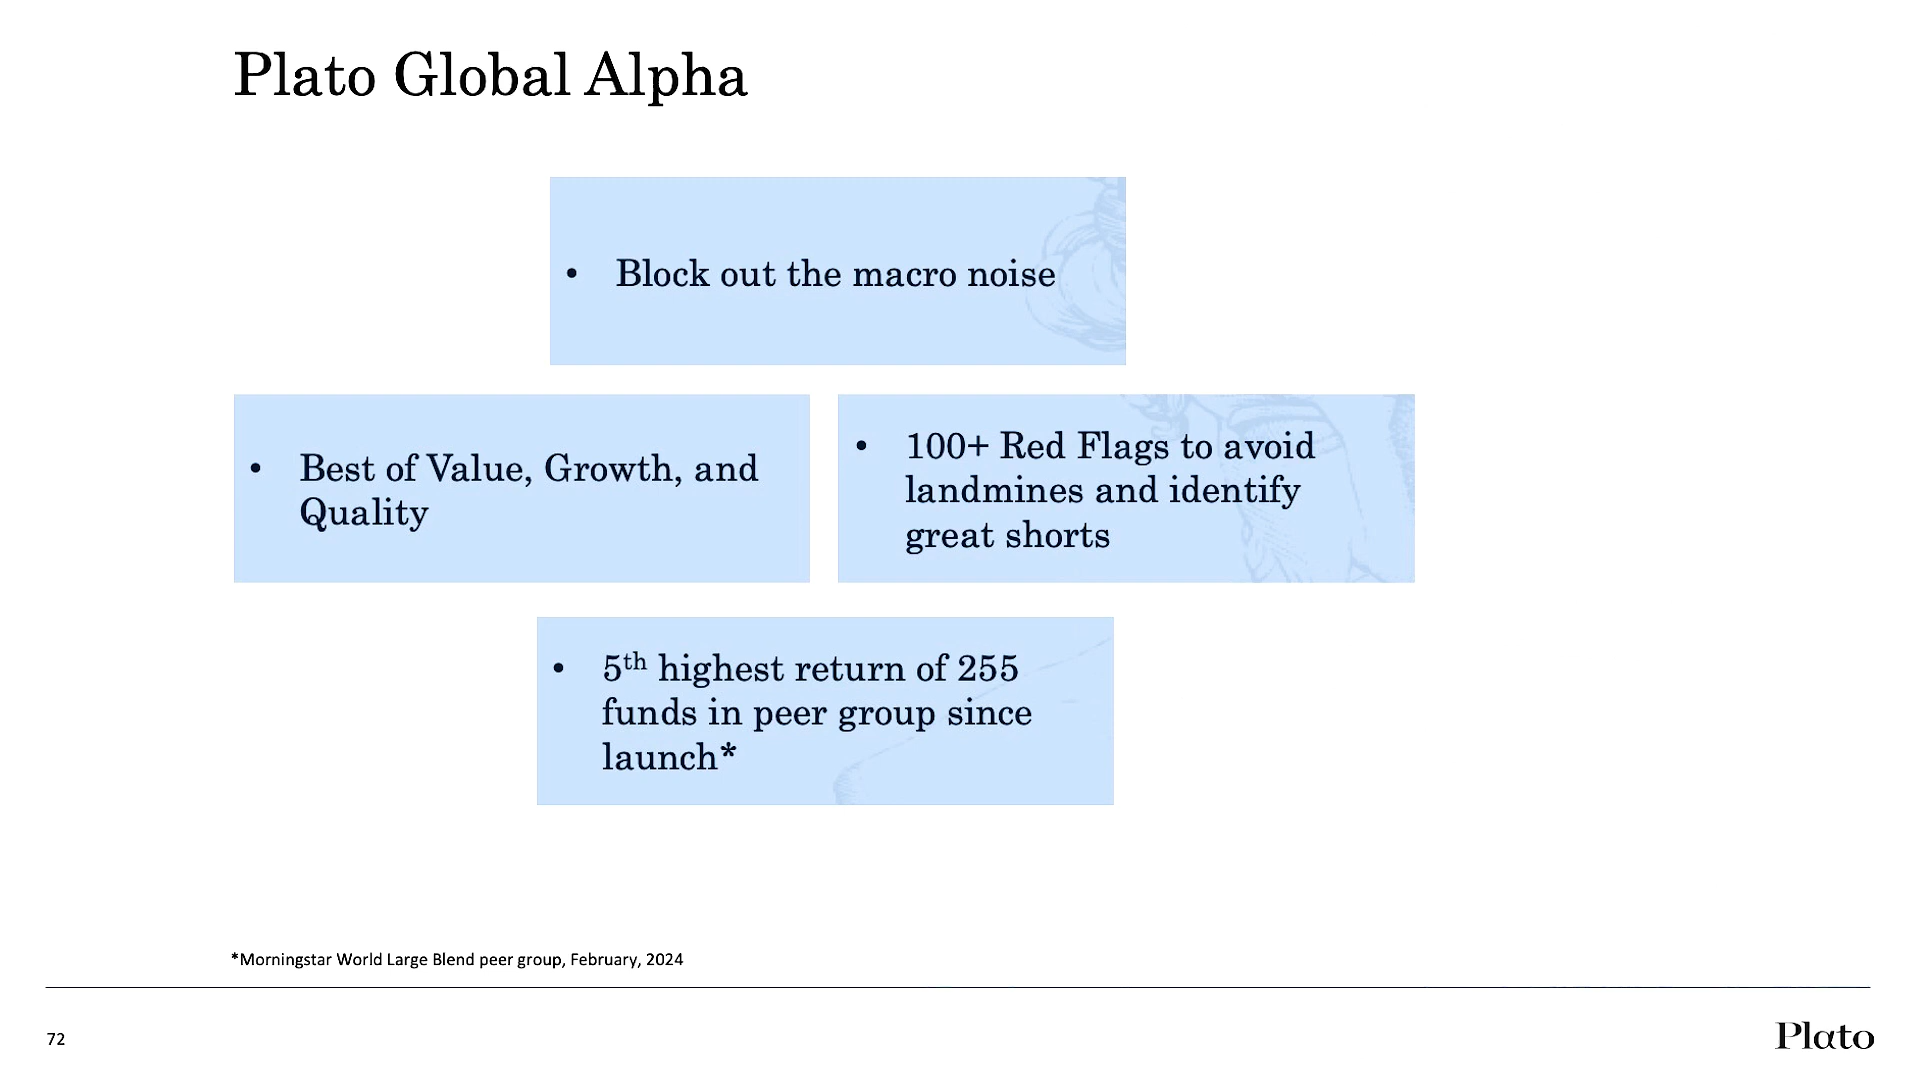 Plato Global Alpha
• Block out the macro noise
• Best of Value, Growth, and
Quality
• 100+ Red Flags to avoid
landmines and identify
great shorts
• 5th highest return of 255
funds in peer group since
launch*
*Morningstar World Large Blend peer group, February, 2024
72
Plato